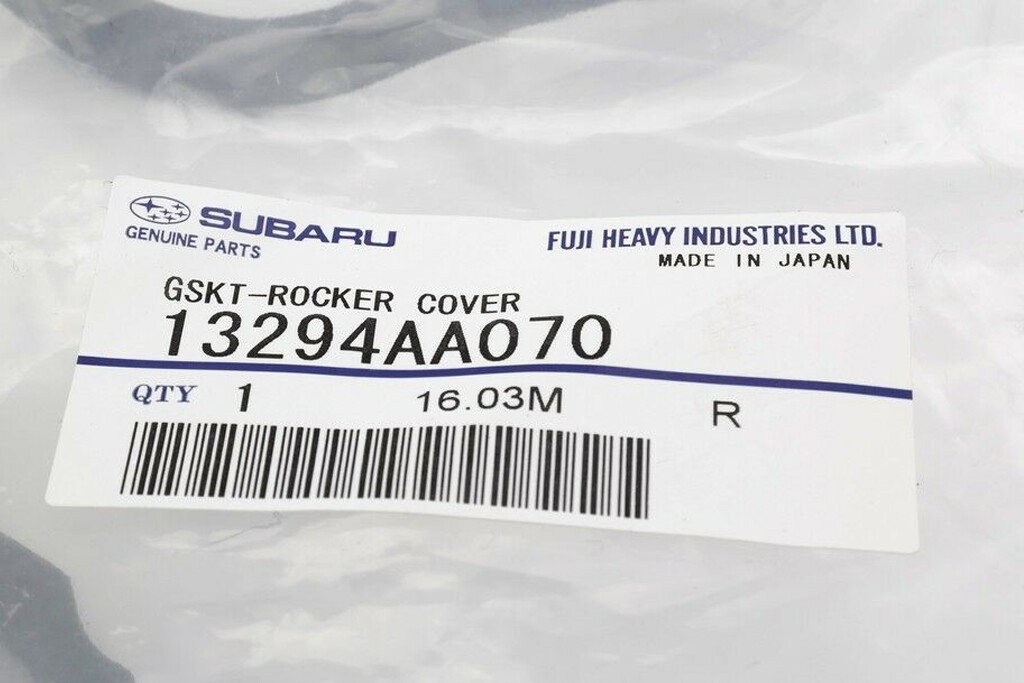 SUBARU
GENUINE PARTS
FUJI HEAVY INDUSTRIES LTD.
MADE IN JAPAN
GSKT-ROCKER COVER
13294AA070
QTY 1 16.03M R